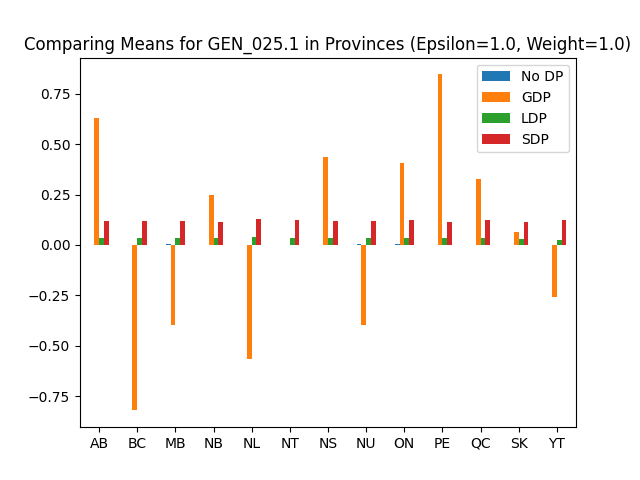 Comparing Means for GEN_025.1 in Provinces (Epsilon=1.0, Weight=1.0)
No DP
GDP
LDP
SDP
0.75
0.50
0.25
0.00
−0.25
−0.50
−0.75
AB BC MB NB NL NT NS NU ON PE QC SK YT